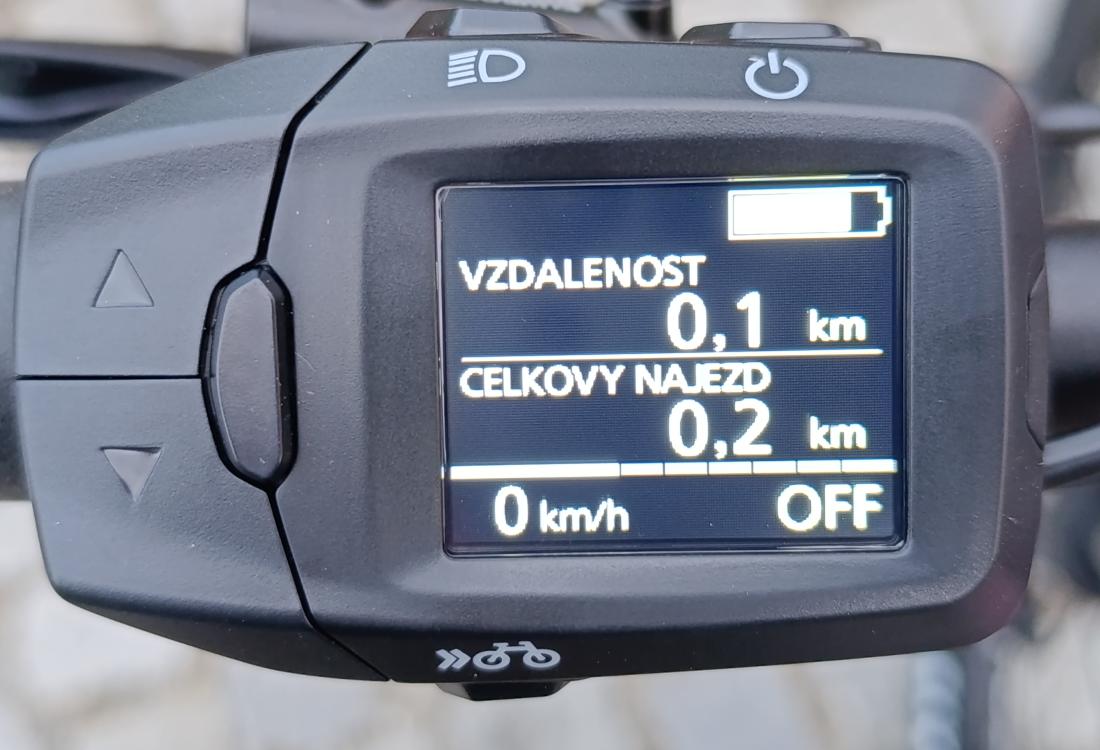 VZDALENOST
0,1 km
CELKOVY NAJEZD
0,2 km
0 km/h OFF